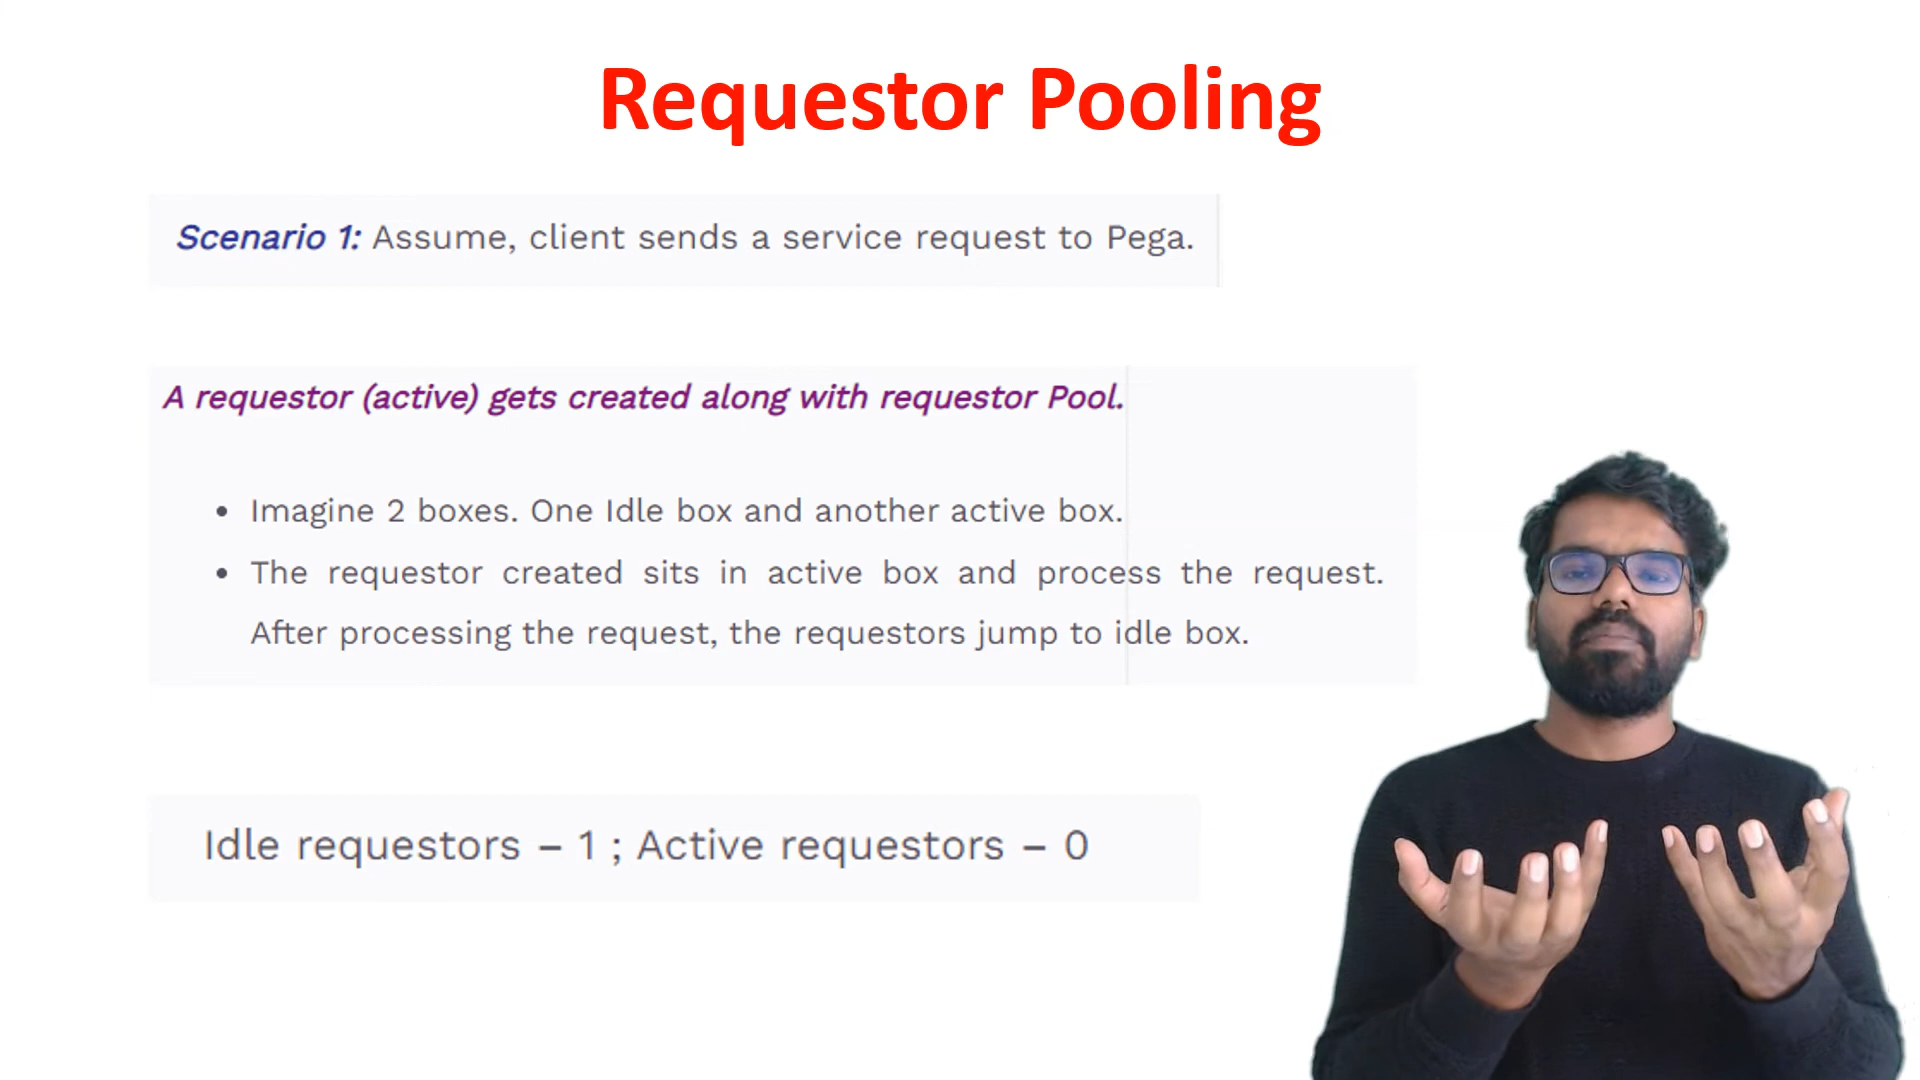 Requestor Pooling
Scenario 1: Assume, client sends a service request to Pega.
A requestor (active) gets created along with requestor Pool.
• Imagine 2 boxes. One Idle box and another active box.
• The requestor created sits in active box and process the request.
After processing the request, the requestors jump to idle box.
Idle requestors – 1 ; Active requestors – 0